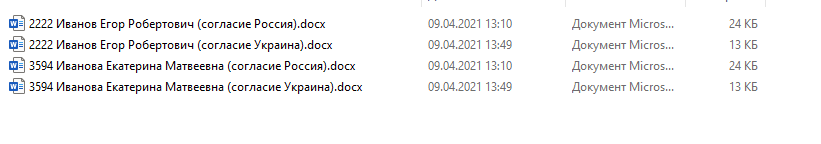 2222 Иванов Егор Робертович (согласие Россия).docx 09.04.2021 13:10 Документ Micros... 24 КБ
2222 Иванов Егор Робертович (согласие Украина).docx 09.04.2021 13:49 Документ Micros... 13 КБ
3594 Иванова Екатерина Матвеевна (согласие Россия).docx 09.04.2021 13:10 Документ Micros... 24 КБ
3594 Иванова Екатерина Матвеевна (согласие Украина).docx 09.04.2021 13:49 Документ Micros... 13 КБ